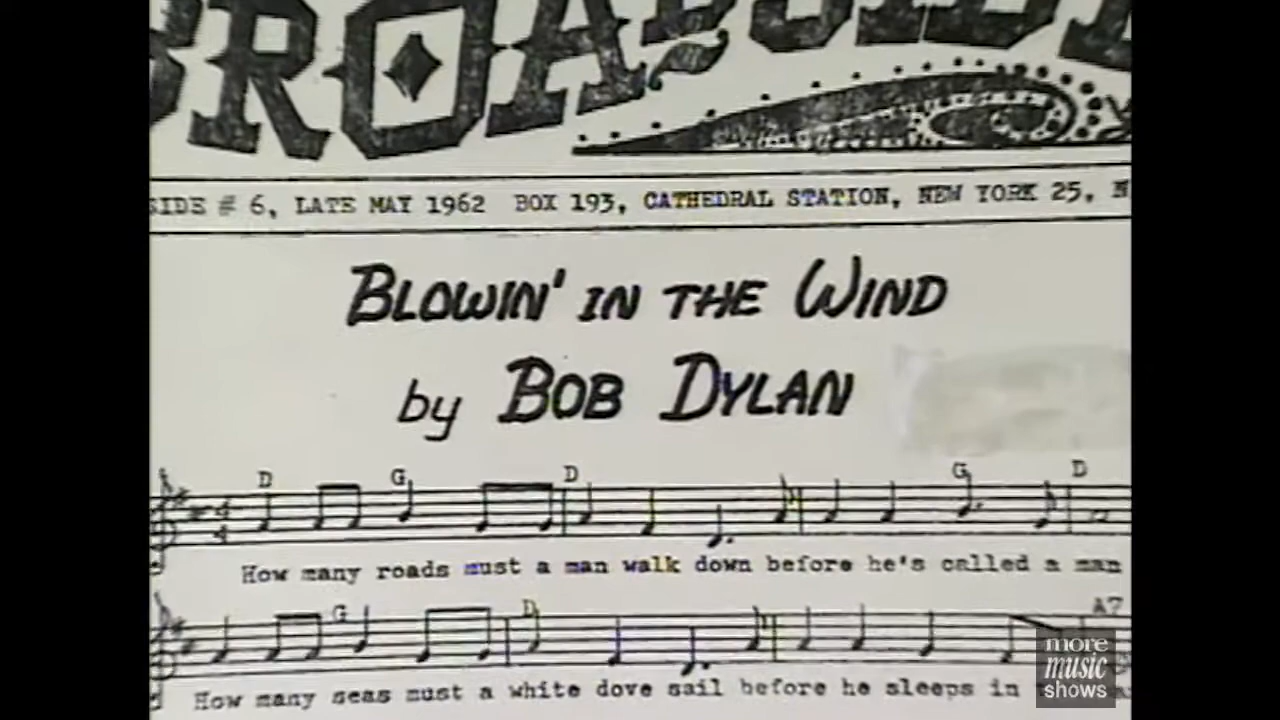 BROADSIDE
SIDE # 6, LATE MAY 1962 BOX 193, CATHEDRAL STATION, NEW YORK 25, N
BLOWIN' IN THE WIND
by BOB DYLAN
D G D G D
How many roads must a man walk down before he's called a man
G D A7
How many seas must a white dove sail before he sleeps in
more
music
shows